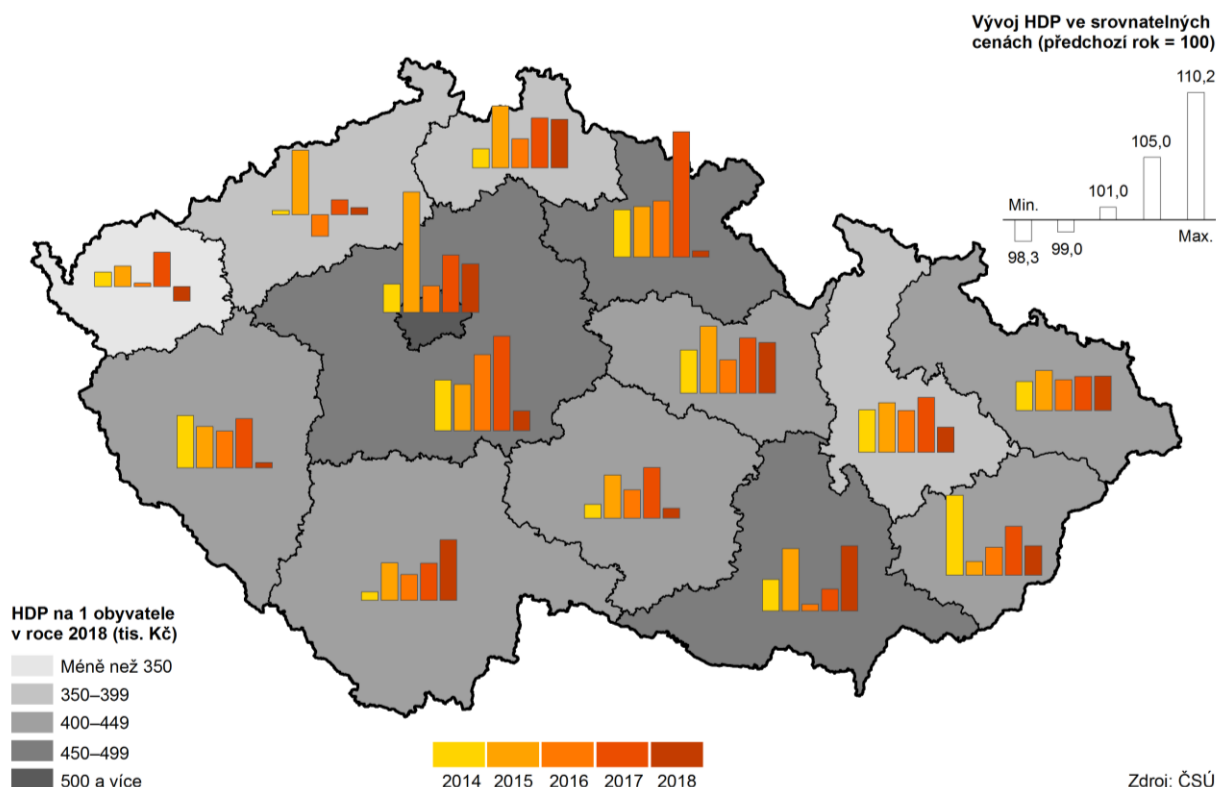 Vývoj HDP ve srovnatelných
cenách (předchozí rok = 100)
110,2
105,0
101,0
Min.
Max.
99,0
98,3
HDP na 1 obyvatele
v roce 2018 (tis. Kč)
Méně než 350
350–399
400–449
450–499
500 a více
2014 2015 2016 2017 2018
Zdroj: ČSÚ